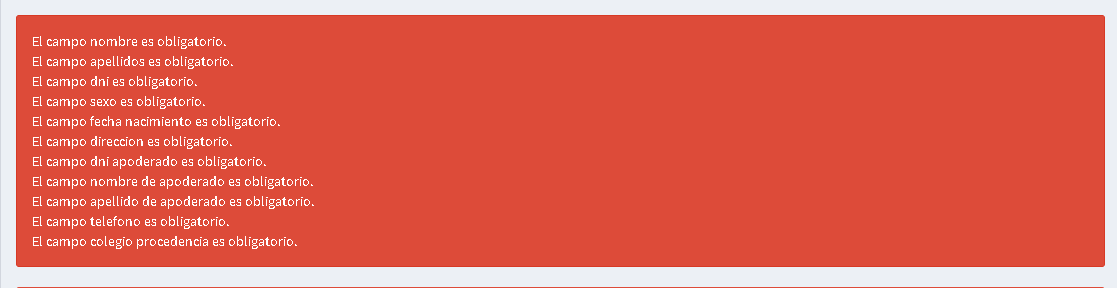 El campo nombre es obligatorio.
El campo apellidos es obligatorio.
El campo dni es obligatorio.
El campo sexo es obligatorio.
El campo fecha nacimiento es obligatorio.
El campo direccion es obligatorio.
El campo dni apoderado es obligatorio.
El campo nombre de apoderado es obligatorio.
El campo apellido de apoderado es obligatorio.
El campo telefono es obligatorio.
El campo colegio procedencia es obligatorio.